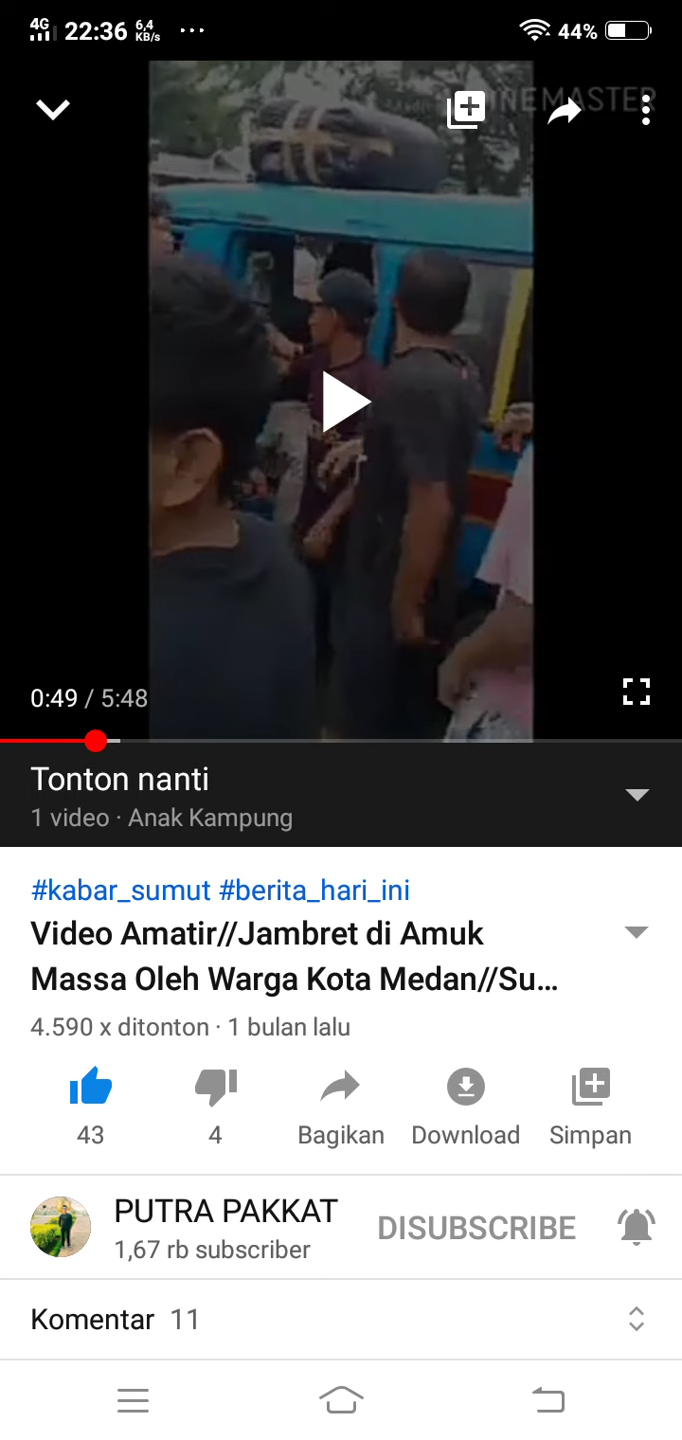 4G 22:36 6,4 KB/s ... 44%
INEMASTER
0:49 / 5:48
Tonton nanti
1 video · Anak Kampung
#kabar_sumut #berita_hari_ini
Video Amatir//Jambret di Amuk
Massa Oleh Warga Kota Medan//Su...
4.590 x ditonton · 1 bulan lalu
43 4 Bagikan Download Simpan
PUTRA PAKKAT DISUBSCRIBE
1,67 rb subscriber
Komentar 11